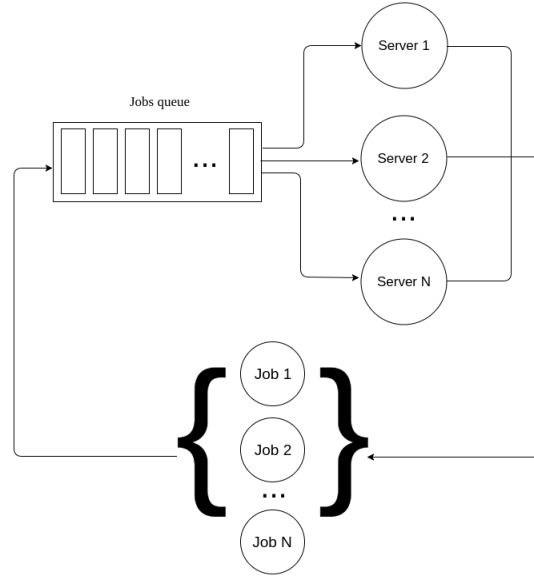 Server 1
Jobs queue
...
Server 2
...
Server N
Job 1
{
}
Job 2
...
Job N